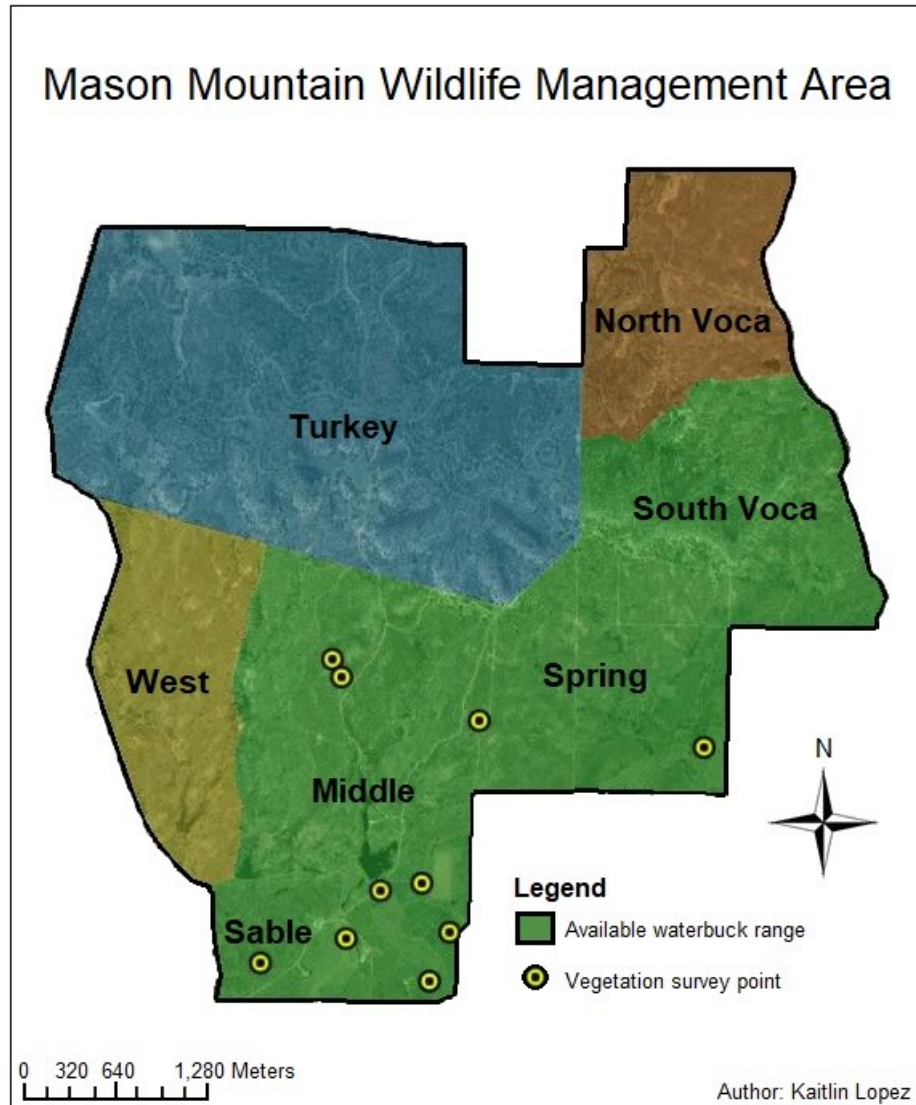 Mason Mountain Wildlife Management Area
North Voca
Turkey
South Voca
West
Spring
N
Middle
Legend
Sable
Available waterbuck range
Vegetation survey point
0 320 640 1,280 Meters
Author: Kaitlin Lopez